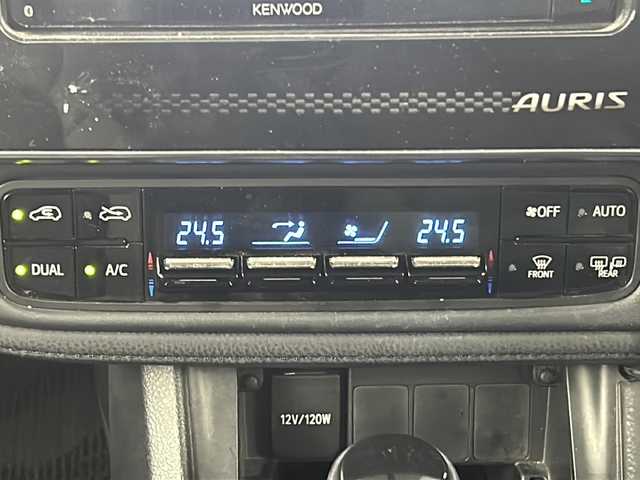 KENWOOD
AURIS
24.5 24.5
OFF AUTO
DUAL A/C
FRONT REAR
12V/120W